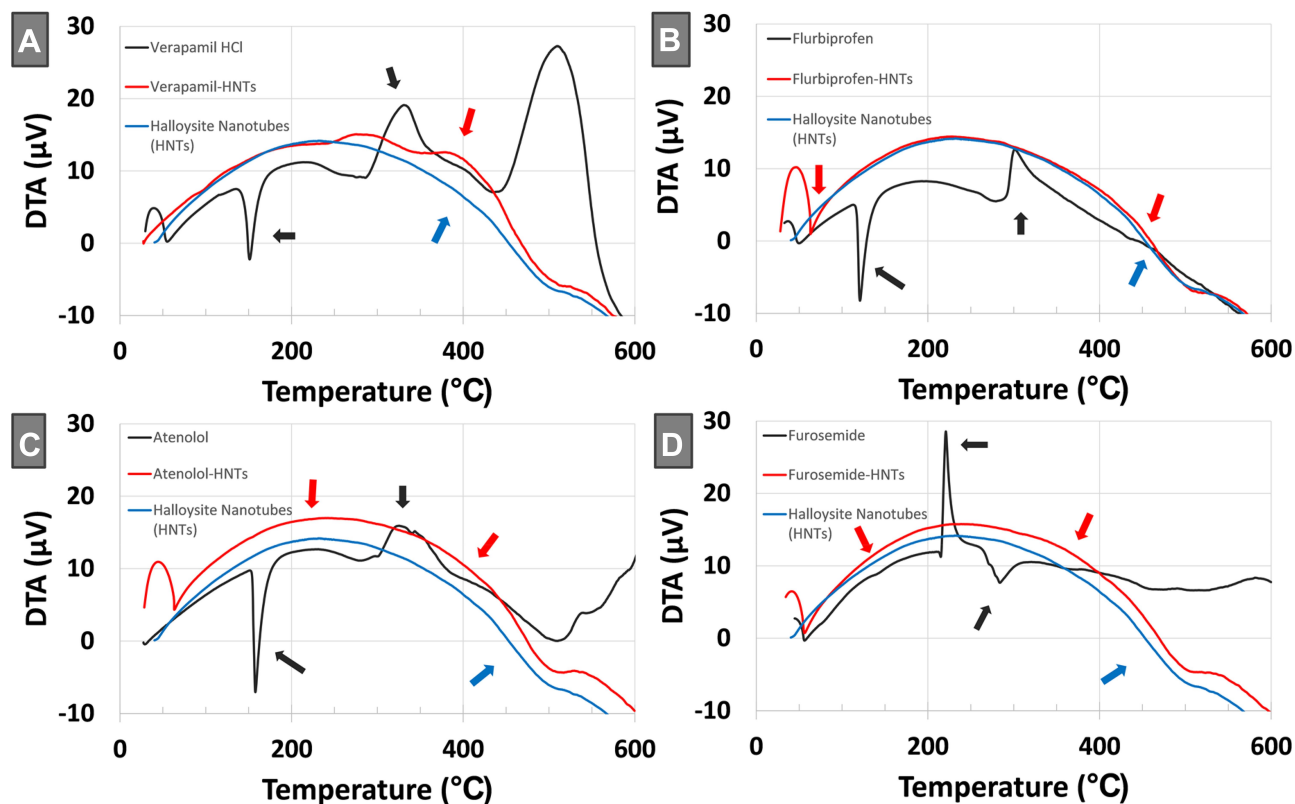 A
30
20
10
0
-10
DTA (μV)
Verapamil HCl
Verapamil-HNTs
Halloysite Nanotubes
(HNTs)
0
200
400
600
Temperature (°C)
B
30
20
10
0
-10
DTA (μV)
Flurbiprofen
Flurbiprofen-HNTs
Halloysite Nanotubes
(HNTs)
0
200
400
600
Temperature (°C)
C
30
20
10
0
-10
DTA (μV)
Atenolol
Atenolol-HNTs
Halloysite Nanotubes
(HNTs)
0
200
400
600
Temperature (°C)
D
30
20
10
0
-10
DTA (μV)
Furosemide
Furosemide-HNTs
Halloysite Nanotubes
(HNTs)
0
200
400
600
Temperature (°C)